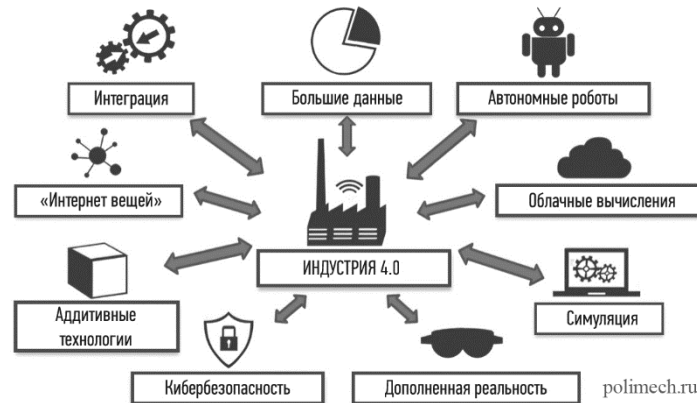 Интеграция
Большие данные
Автономные роботы
«Интернет вещей»
Облачные вычисления
ИНДУСТРИЯ 4.0
Аддитивные
технологии
Симуляция
Кибербезопасность
Дополненная реальность
polimech.ru